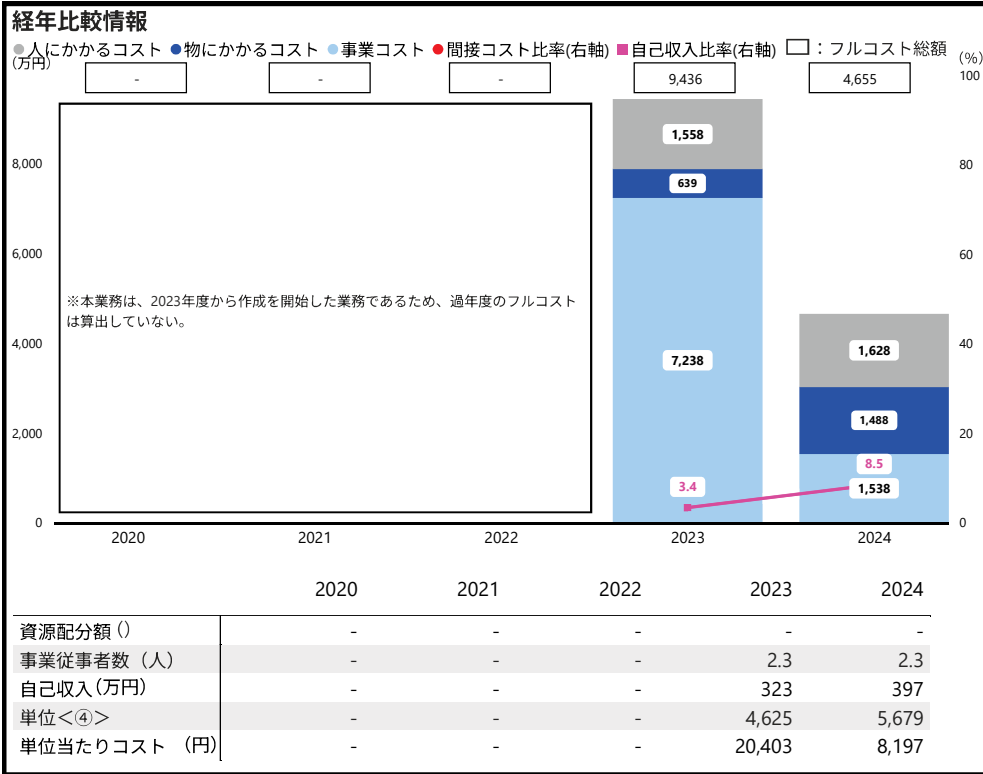 経年比較情報
●人にかかるコスト ●物にかかるコスト ●事業コスト ●間接コスト比率(右軸) ■自己収入比率(右軸) □：フルコスト総額
(万円) (%)
- - - 9,436 4,655
100
1,558
8,000 80
639
6,000 60
※本業務は、2023年度から作成を開始した業務であるため、過年度のフルコスト
は算出していない。
4,000 40
7,238 1,628
1,488
2,000 20
8.5
3.4 1,538
0 0
2020 2021 2022 2023 2024
2020 2021 2022 2023 2024
資源配分額 () - - - - -
事業従事者数（人） - - - 2.3 2.3
自己収入(万円) - - - 323 397
単位＜④＞ - - - 4,625 5,679
単位当たりコスト (円) - - - 20,403 8,197